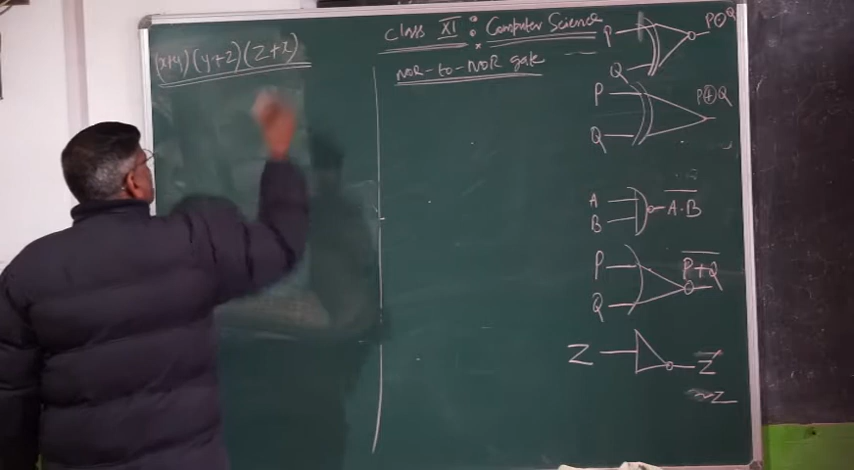 (x+y)(y+z)(z+x)
Class XI : Computer Science
NOR-to-NOR gate
P
Q
P⊙Q
P
Q
P⊕Q
A
B
A̅.̅B̅
P
Q
P̅+̅Q̅
Z
Z̅
~Z